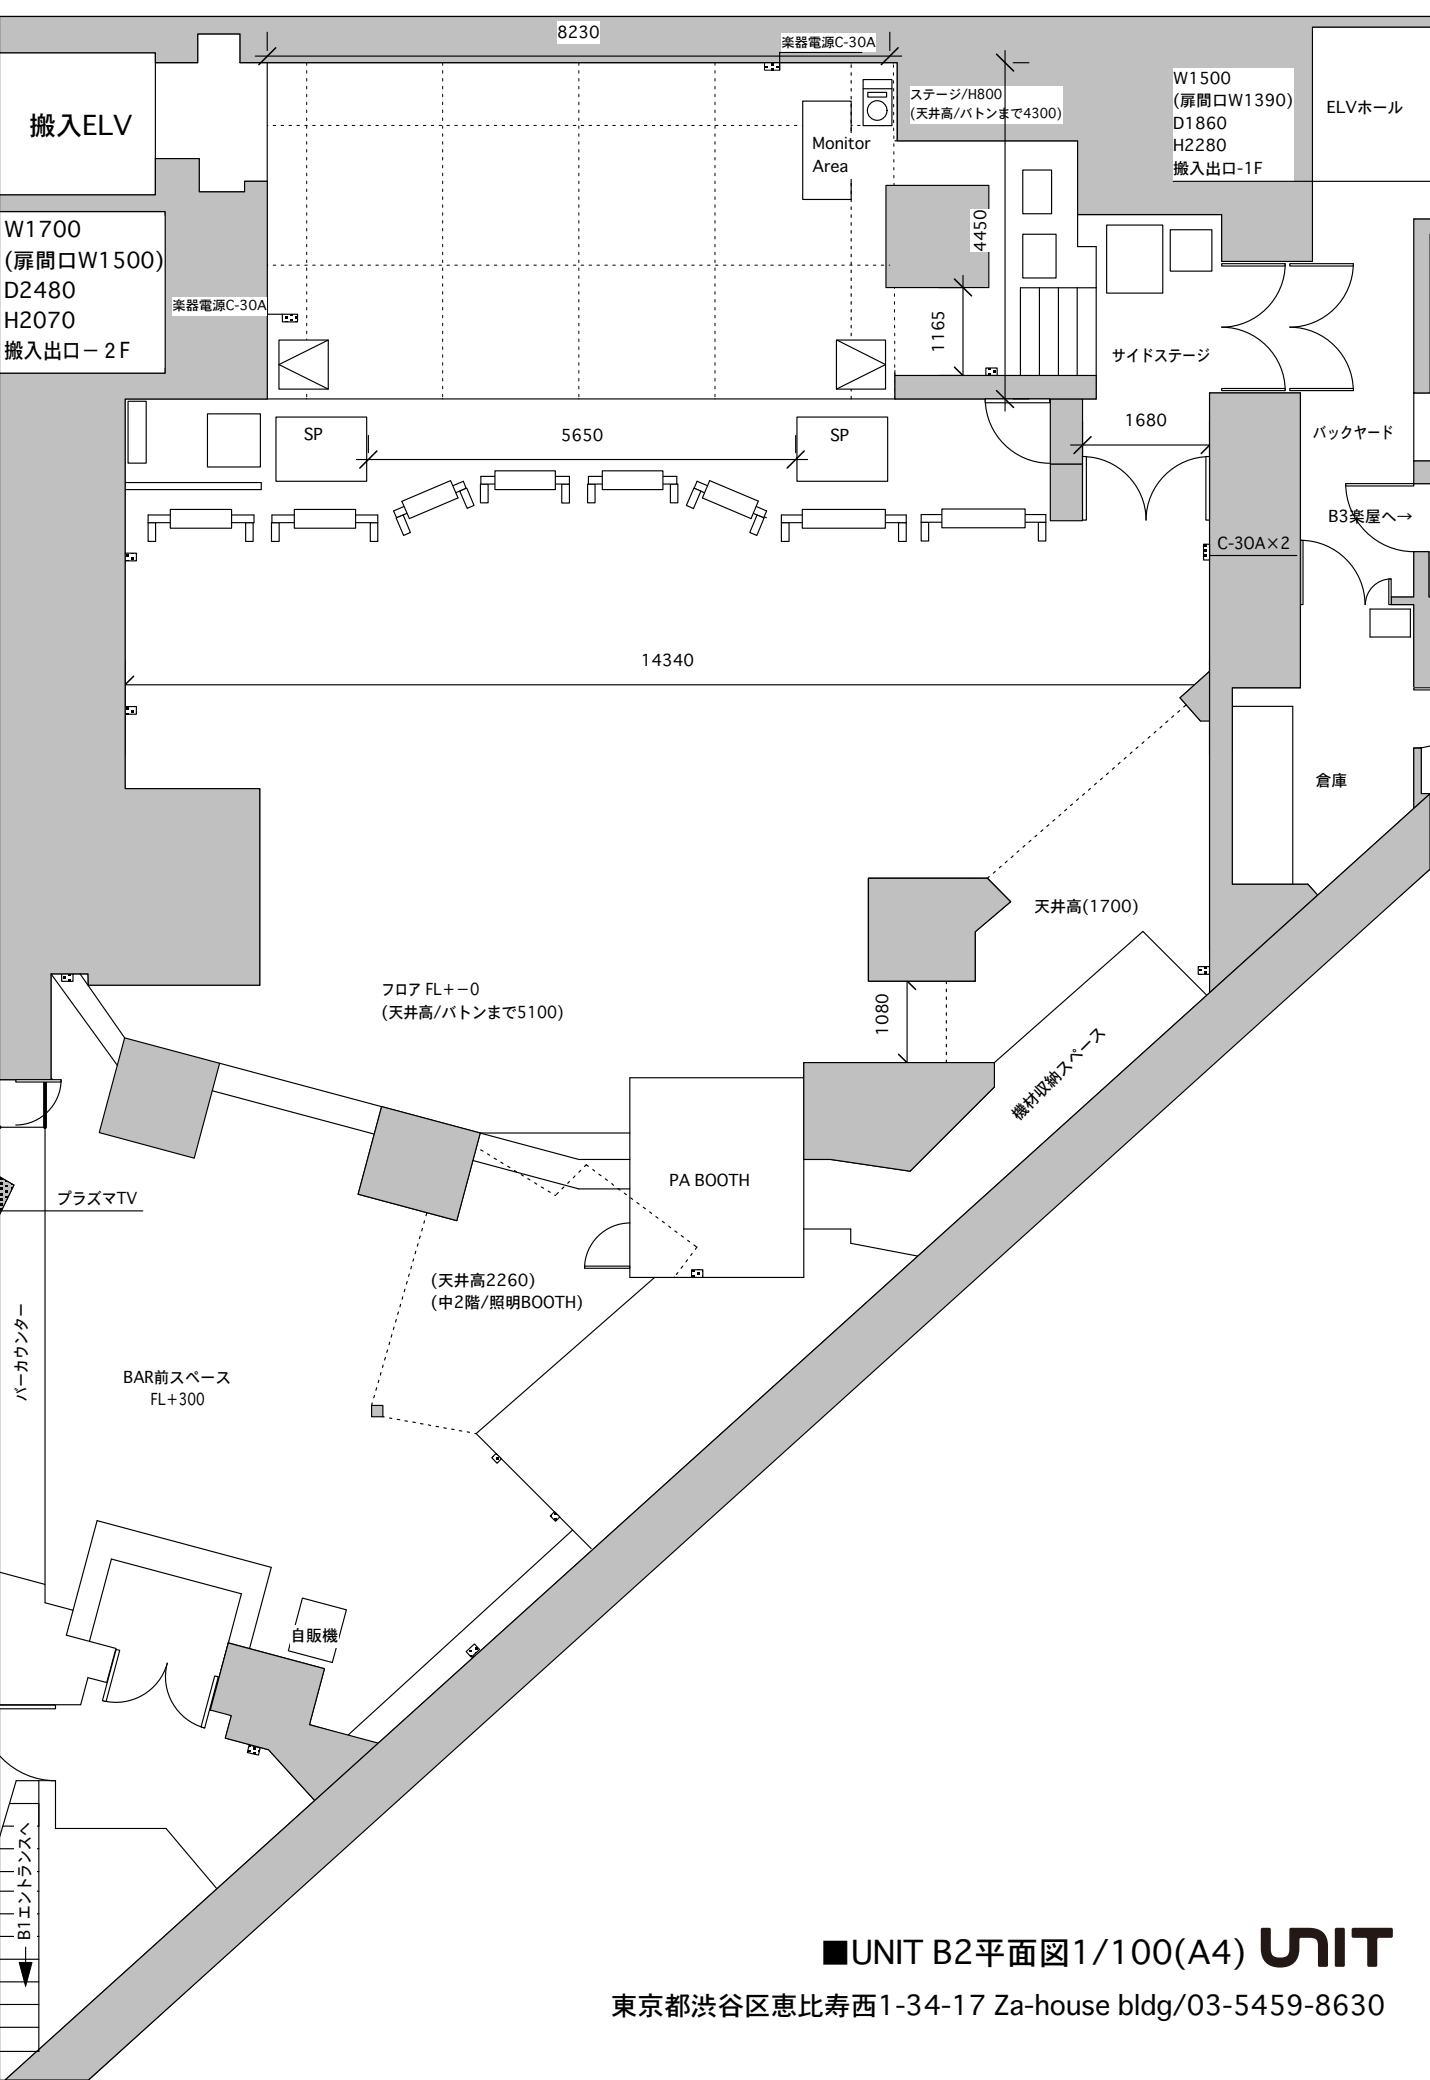 8230
楽器電源C-30A
搬入ELV
ステージ/H800
(天井高/バトンまで4300)
W1500
(扉間口W1390)
D1860
H2280
搬入出口-1F
ELVホール
Monitor
Area
W1700
(扉間口W1500)
D2480
H2070
搬入出口－２F
楽器電源C-30A
4450
1165
サイドステージ
SP
5650
SP
1680
バックヤード
B3楽屋へ→
C-30A×2
14340
倉庫
天井高(1700)
フロア FL+−0
(天井高/バトンまで5100)
1080
機材収納スペース
PA BOOTH
プラズマTV
(天井高2260)
(中2階/照明BOOTH)
バーカウンター
BAR前スペース
FL+300
自販機
B1エントランスへ
■UNIT B2平面図1/100(A4) UNIT
東京都渋谷区恵比寿西1-34-17 Za-house bldg/03-5459-8630